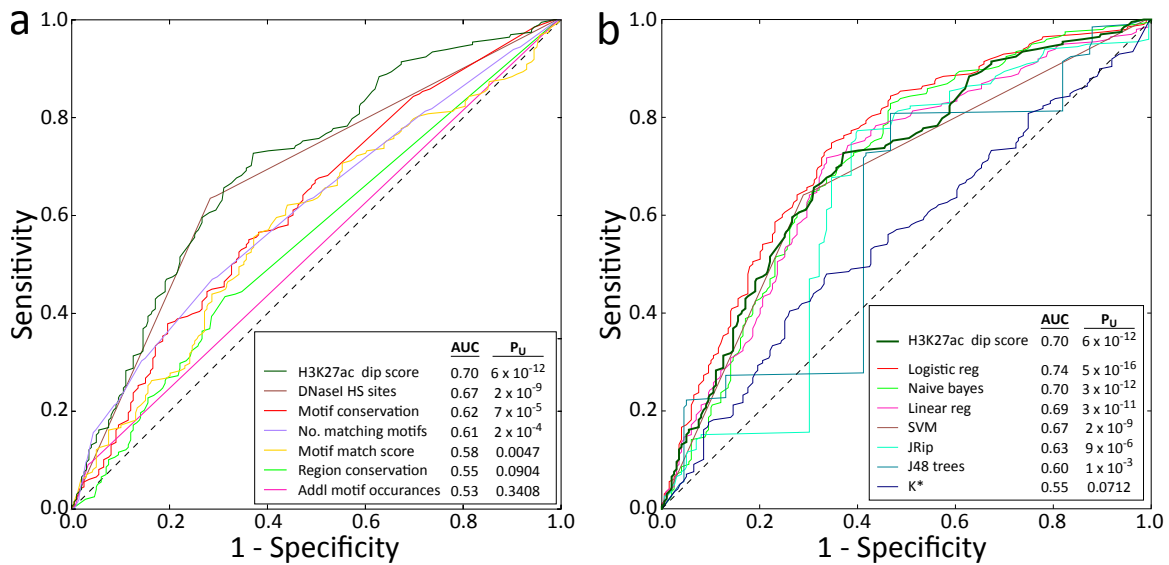 a
Sensitivity
1.0
0.8
0.6
0.4
0.2
0.0
0.0 0.2 0.4 0.6 0.8 1.0
1 - Specificity
AUC PU
H3K27ac dip score 0.70 6 x 10-12
DNaseI HS sites 0.67 2 x 10-9
Motif conservation 0.62 7 x 10-5
No. matching motifs 0.61 2 x 10-4
Motif match score 0.58 0.0047
Region conservation 0.55 0.0904
Addl motif occurances 0.53 0.3408
b
Sensitivity
1.0
0.8
0.6
0.4
0.2
0.0
0.0 0.2 0.4 0.6 0.8 1.0
1 - Specificity
AUC PU
H3K27ac dip score 0.70 6 x 10-12
Logistic reg 0.74 5 x 10-16
Naive bayes 0.70 3 x 10-12
Linear reg 0.69 3 x 10-11
SVM 0.67 2 x 10-9
JRip 0.63 9 x 10-6
J48 trees 0.60 1 x 10-3
K* 0.55 0.0712